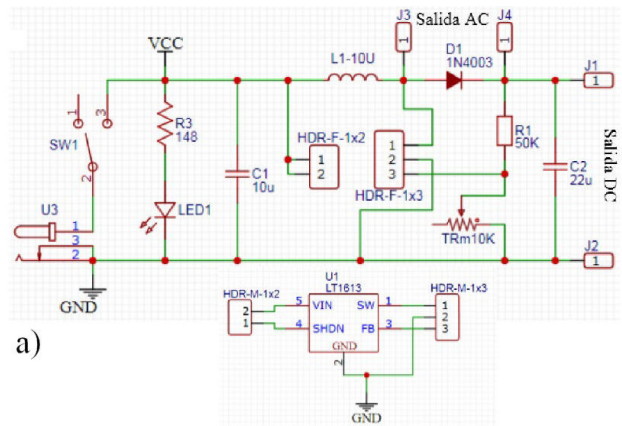 J3
Salida AC
J4
1
1
VCC
L1-10U
D1
1N4003
J1
1
1
3
R3
148
SW1
HDR-F-1x2
1
2
1
2
3
HDR-F-1x3
R1
50K
C1
10u
C2
22u
Salida DC
2
U3
LED1
1
3
2
TRm10K
J2
1
GND
U1
LT1613
HDR-M-1x2
HDR-M-1x3
2
1
5
VIN
SW
1
4
SHDN
FB
3
GND
2
1
2
3
a)
GND